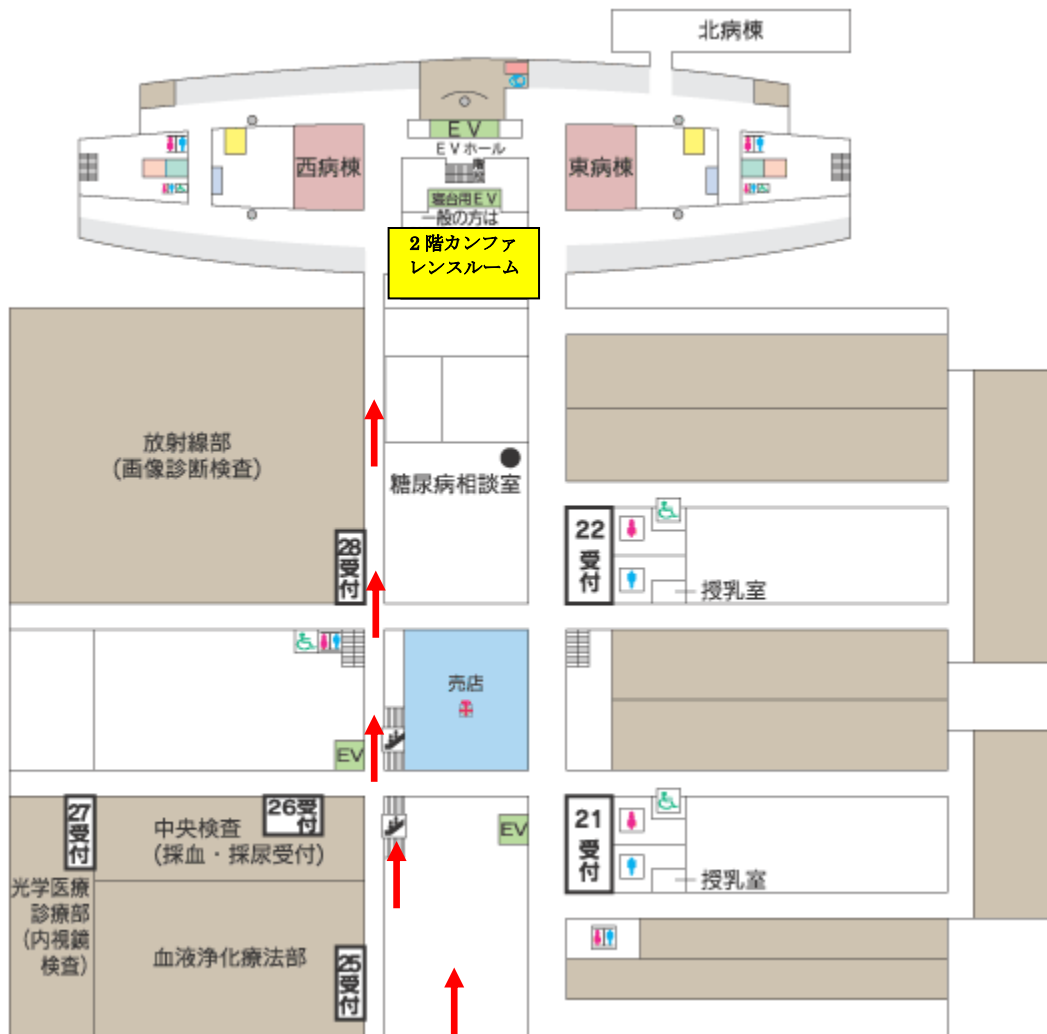 北病棟
EV
EVホール
階段
西病棟
東病棟
寝台用EV
一般の方は
2階カンファ
レンスルーム
放射線部
(画像診断検査)
糖尿病相談室
28
受
付
22
受
付
授乳室
売店
EV
27
受
付
26受
付
中央検査
(採血・採尿受付)
EV
21
受
付
授乳室
光学医療
診療部
(内視鏡
検査)
血液浄化療法部
25
受
付